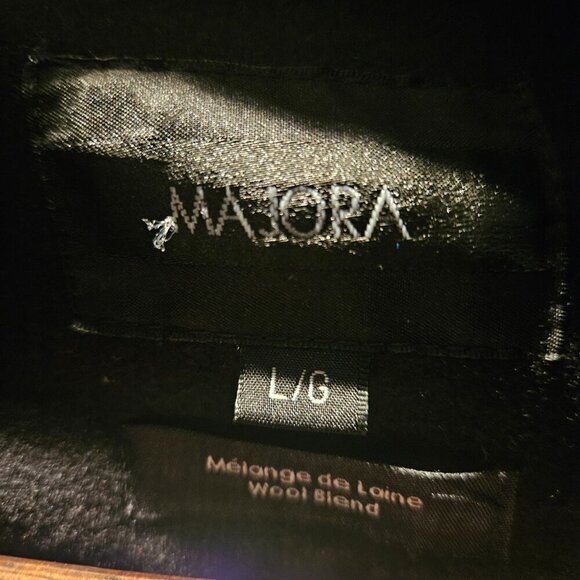 MAJORA
L/G
Mélange de Laine
Wool Blend